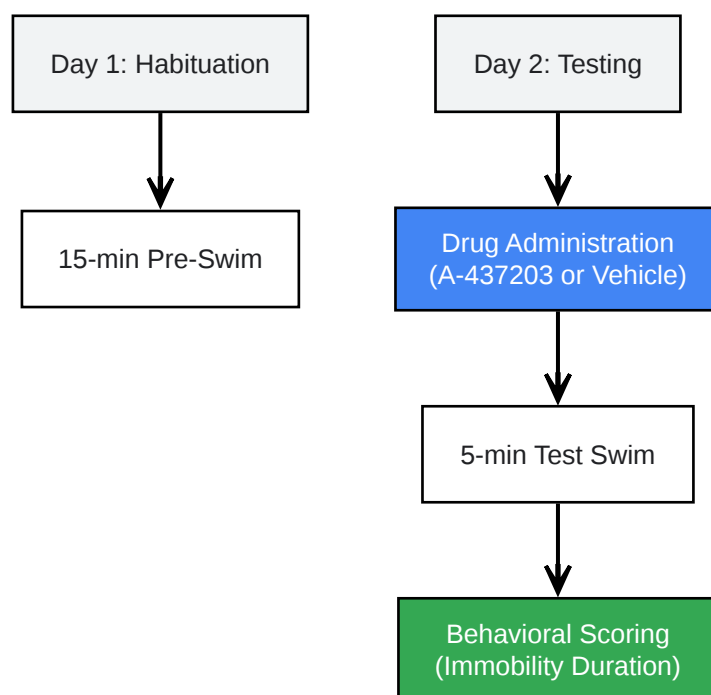 Day 1: Habituation
15-min Pre-Swim
Day 2: Testing
Drug Administration
(A-437203 or Vehicle)
5-min Test Swim
Behavioral Scoring
(Immobility Duration)